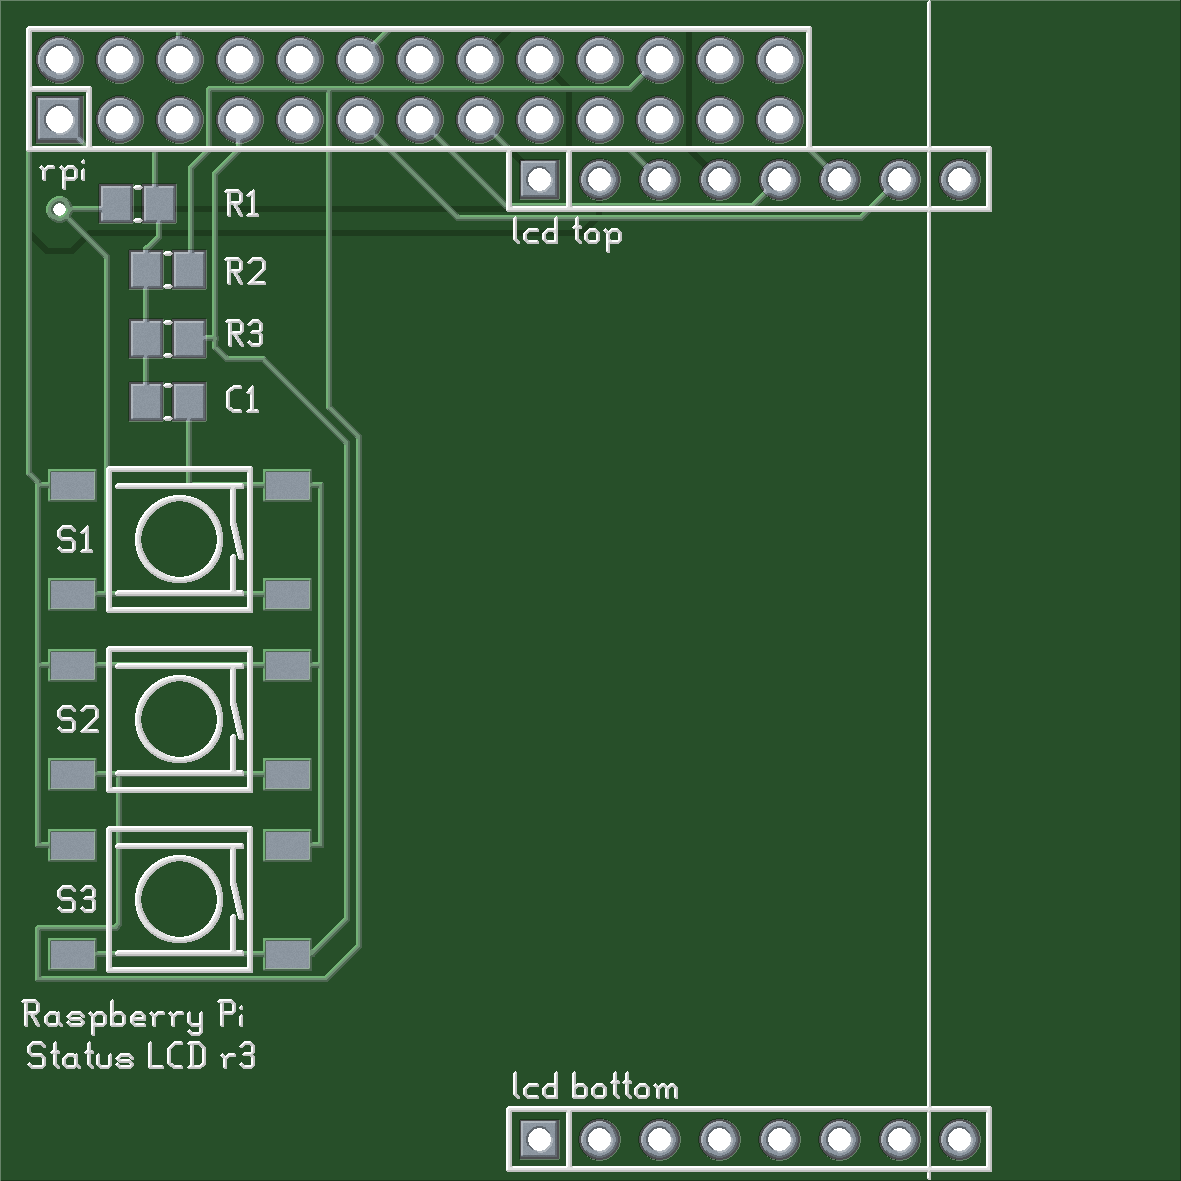 rpi
R1
lcd top
R2
R3
C1
S1
S2
S3
Raspberry Pi
Status LCD r3
lcd bottom